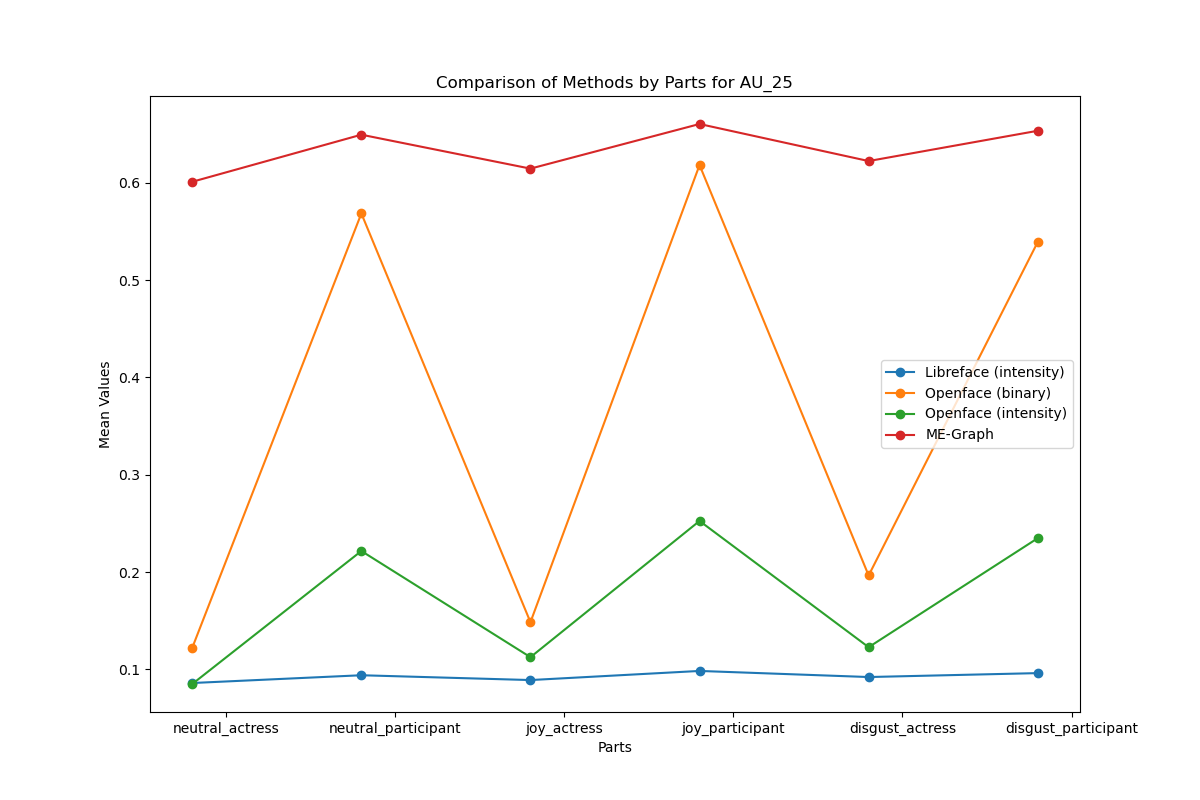 Comparison of Methods by Parts for AU_25
Mean Values
0.6
0.5
0.4
0.3
0.2
0.1
Libreface (intensity)
Openface (binary)
Openface (intensity)
ME-Graph
neutral_actress
neutral_participant
joy_actress
joy_participant
disgust_actress
disgust_participant
Parts